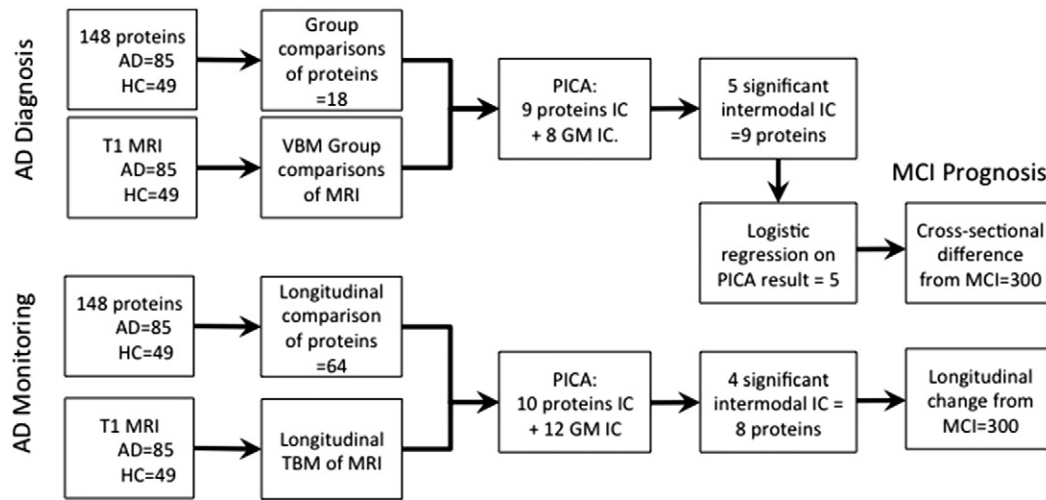 AD Diagnosis
148 proteins
AD=85
HC=49
Group
comparisons
of proteins
=18
T1 MRI
AD=85
HC=49
VBM Group
comparisons
of MRI
PICA:
9 proteins IC
+ 8 GM IC.
5 significant
intermodal IC
=9 proteins
MCI Prognosis
Logistic
regression on
PICA result = 5
Cross-sectional
difference
from MCI=300
AD Monitoring
148 proteins
AD=85
HC=49
Longitudinal
comparison
of proteins
=64
T1 MRI
AD=85
HC=49
Longitudinal
TBM of MRI
PICA:
10 proteins IC
+ 12 GM IC
4 significant
intermodal IC =
8 proteins
Longitudinal
change from
MCI=300